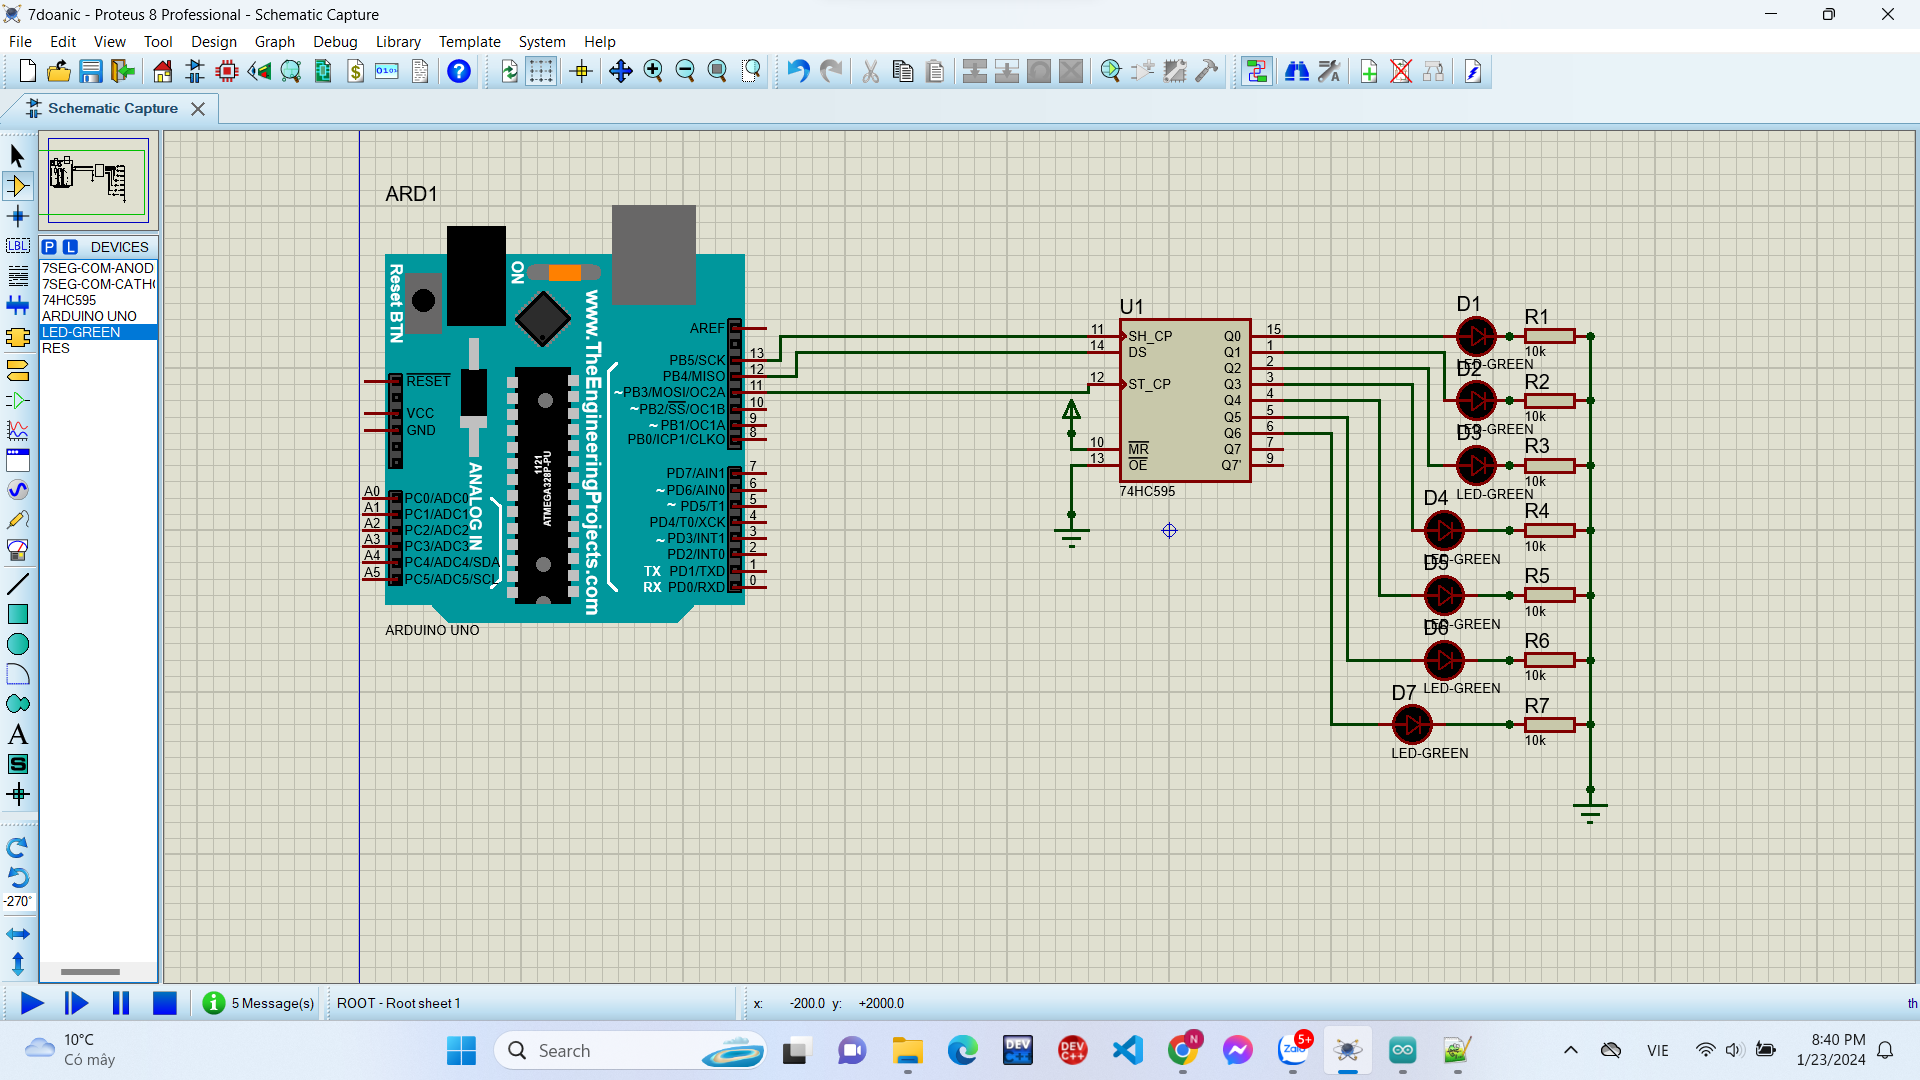 7doanic - Proteus 8 Professional - Schematic Capture
File Edit View Tool Design Graph Debug Library Template System Help
Schematic Capture
P L DEVICES
7SEG-COM-ANOD
7SEG-COM-CATH
74HC595
ARDUINO UNO
LED-GREEN
RES
LBL
A
S
-270°
ARD1
Reset BTN
ON
www.TheEngineeringProjects.com
ANALOG IN
1121
ATMEGA328P-PU
RESET
VCC
GND
A0 PC0/ADC0
A1 PC1/ADC1
A2 PC2/ADC2
A3 PC3/ADC3
A4 PC4/ADC4/SDA
A5 PC5/ADC5/SCL
AREF
PB5/SCK 13
PB4/MISO 12
~PB3/MOSI/OC2A 11
~PB2/SS/OC1B 10
~PB1/OC1A 9
PB0/ICP1/CLKO 8
PD7/AIN1 7
~PD6/AIN0 6
~PD5/T1 5
PD4/T0/XCK 4
~PD3/INT1 3
PD2/INT0 2
TX PD1/TXD 1
RX PD0/RXD 0
ARDUINO UNO
U1
11 SH_CP Q0 15
14 DS Q1 1
Q2 2
12 ST_CP Q3 3
Q4 4
Q5 5
Q6 6
10 MR Q7 7
13 OE Q7' 9
74HC595
D1 R1
10k
LED-GREEN
D2 R2
10k
LED-GREEN
D3 R3
10k
LED-GREEN
D4 R4
10k
LED-GREEN
D5 R5
10k
LED-GREEN
D6 R6
10k
LED-GREEN
D7 R7
10k
LED-GREEN
5 Message(s) ROOT - Root sheet 1 x: -200.0 y: +2000.0 th
10°C
Có mây
Search
DEV
DEV
C++
N
Zalo
5+
VIE
8:40 PM
1/23/2024